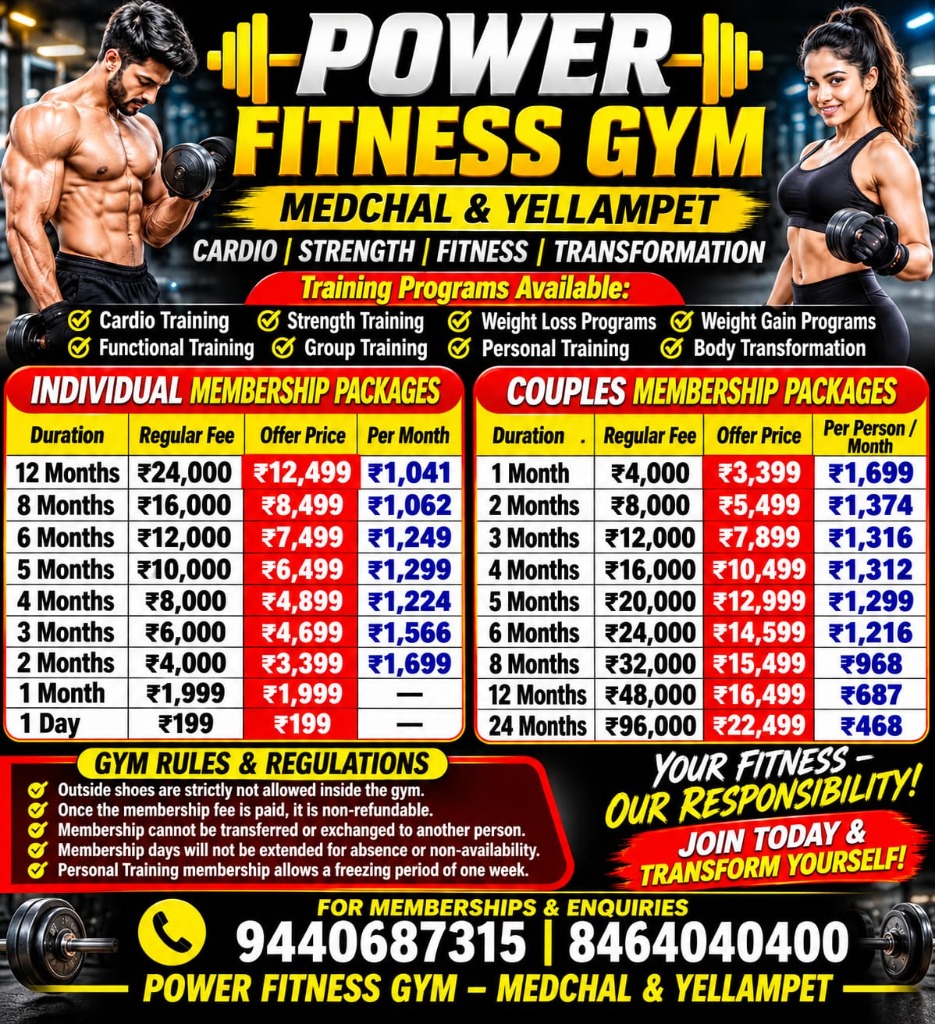 POWER
FITNESS GYM
MEDCHAL & YELLAMPET
CARDIO | STRENGTH | FITNESS | TRANSFORMATION
Training Programs Available:
Cardio Training Strength Training Weight Loss Programs Weight Gain Programs
Functional Training Group Training Personal Training Body Transformation
INDIVIDUAL MEMBERSHIP PACKAGES
Duration Regular Fee Offer Price Per Month
12 Months ₹24,000 ₹12,499 ₹1,041
8 Months ₹16,000 ₹8,499 ₹1,062
6 Months ₹12,000 ₹7,499 ₹1,249
5 Months ₹10,000 ₹6,499 ₹1,299
4 Months ₹8,000 ₹4,899 ₹1,224
3 Months ₹6,000 ₹4,699 ₹1,566
2 Months ₹4,000 ₹3,399 ₹1,699
1 Month ₹1,999 ₹1,999 —
1 Day ₹199 ₹199 —
COUPLES MEMBERSHIP PACKAGES
Duration . Regular Fee Offer Price Per Person / Month
1 Month ₹4,000 ₹3,399 ₹1,699
2 Months ₹8,000 ₹5,499 ₹1,374
3 Months ₹12,000 ₹7,899 ₹1,316
4 Months ₹16,000 ₹10,499 ₹1,312
5 Months ₹20,000 ₹12,999 ₹1,299
6 Months ₹24,000 ₹14,599 ₹1,216
8 Months ₹32,000 ₹15,499 ₹968
12 Months ₹48,000 ₹16,499 ₹687
24 Months ₹96,000 ₹22,499 ₹468
GYM RULES & REGULATIONS
Outside shoes are strictly not allowed inside the gym.
Once the membership fee is paid, it is non-refundable.
Membership cannot be transferred or exchanged to another person.
Membership days will not be extended for absence or non-availability.
Personal Training membership allows a freezing period of one week.
YOUR FITNESS –
OUR RESPONSIBILITY!
JOIN TODAY &
TRANSFORM YOURSELF!
FOR MEMBERSHIPS & ENQUIRIES
9440687315 | 8464040400
POWER FITNESS GYM – MEDCHAL & YELLAMPET